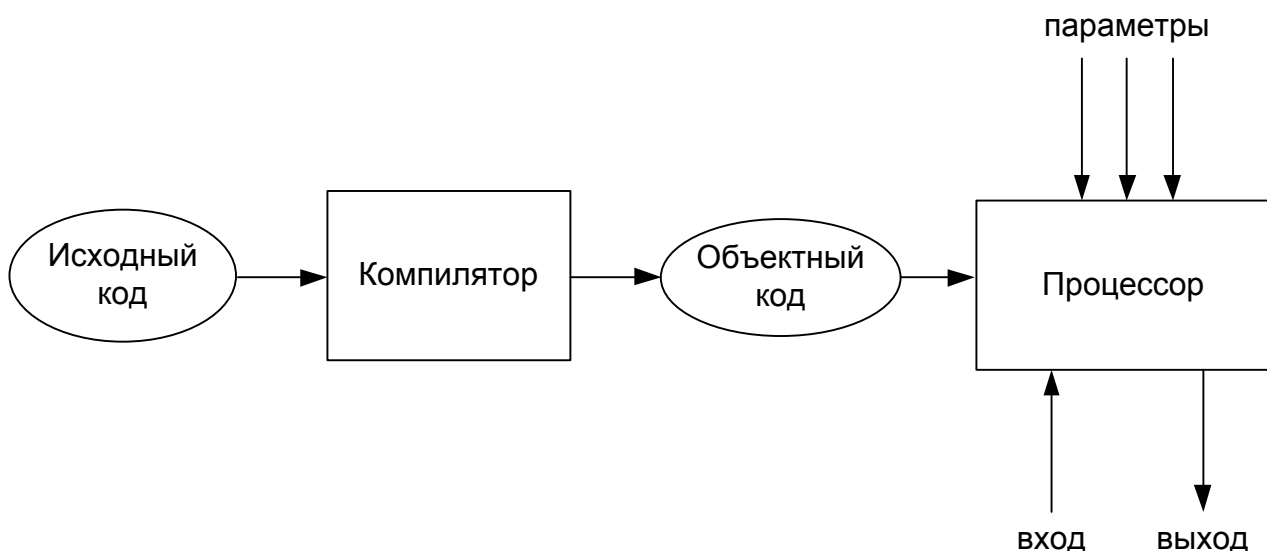 параметры
Исходный
код
Компилятор
Объектный
код
Процессор
вход
выход